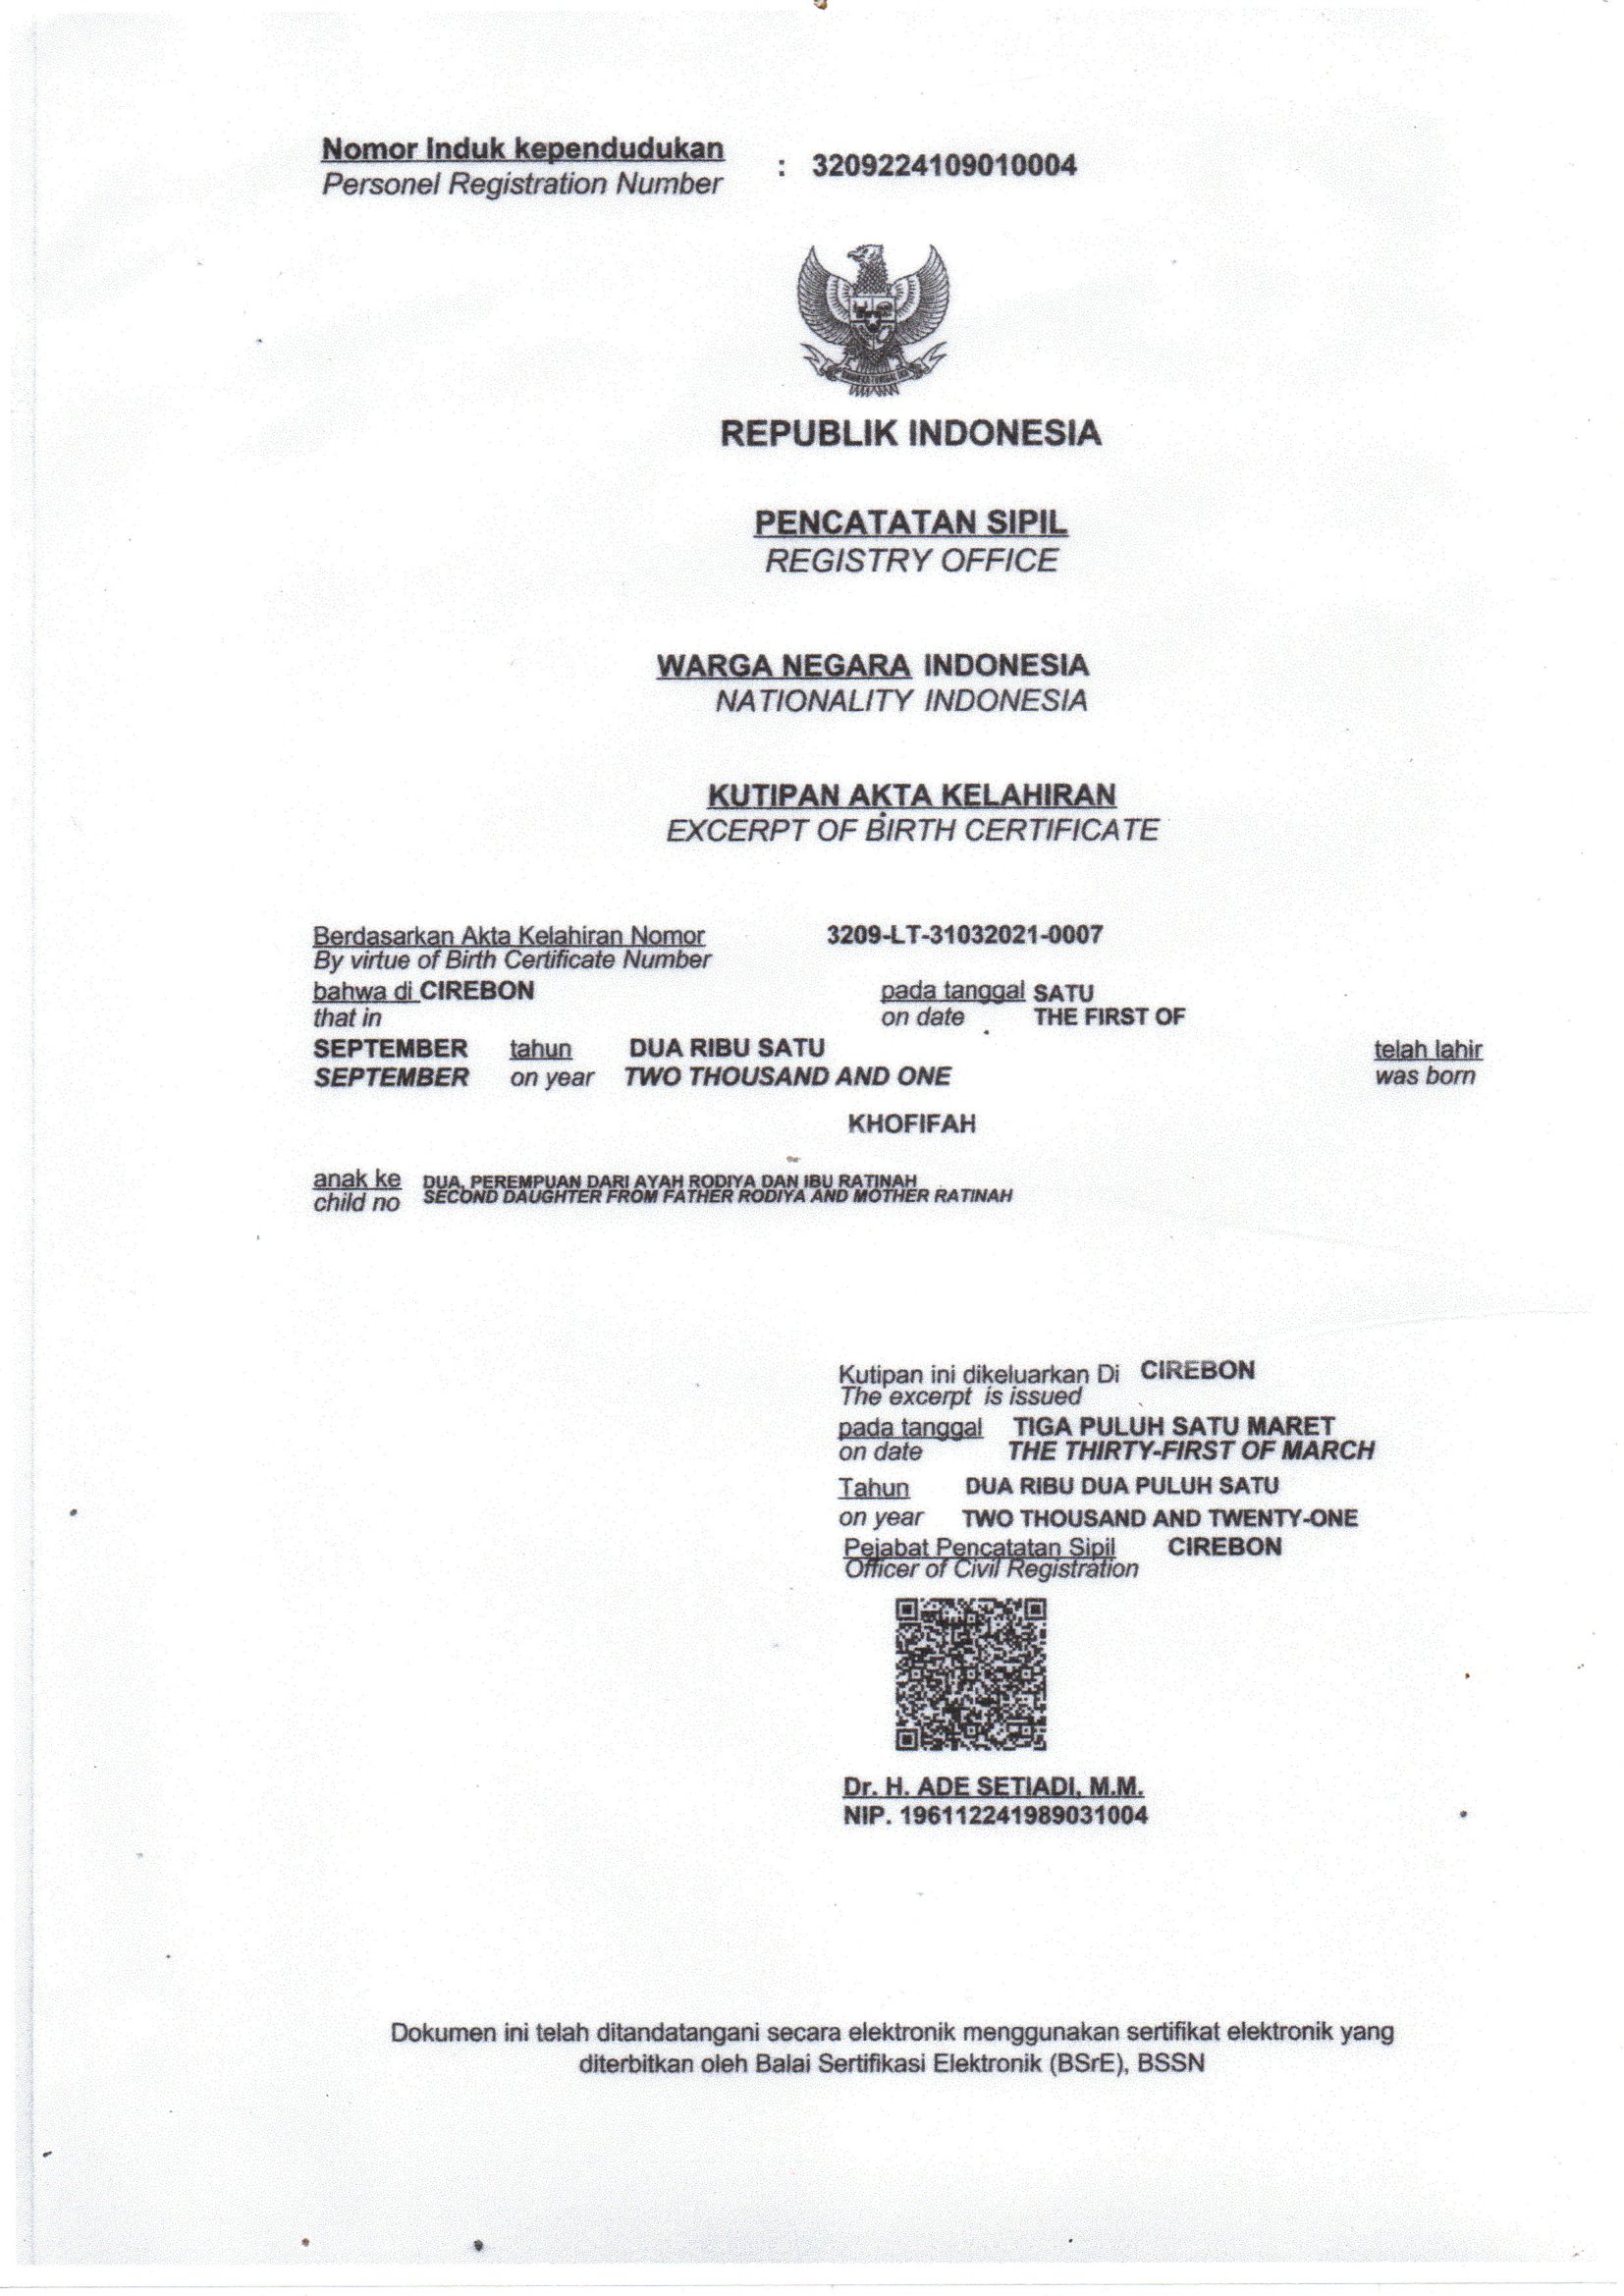 Nomor Induk kependudukan : 3209224109010004
Personel Registration Number
REPUBLIK INDONESIA
PENCATATAN SIPIL
REGISTRY OFFICE
WARGA NEGARA INDONESIA
NATIONALITY INDONESIA
KUTIPAN AKTA KELAHIRAN
EXCERPT OF BIRTH CERTIFICATE
Berdasarkan Akta Kelahiran Nomor 3209-LT-31032021-0007
By virtue of Birth Certificate Number
bahwa di CIREBON pada tanggal SATU
that in on date THE FIRST OF
SEPTEMBER tahun DUA RIBU SATU telah lahir
SEPTEMBER on year TWO THOUSAND AND ONE was born
KHOFIFAH
anak ke DUA, PEREMPUAN DARI AYAH RODIYA DAN IBU RATINAH
child no SECOND DAUGHTER FROM FATHER RODIYA AND MOTHER RATINAH
Kutipan ini dikeluarkan Di CIREBON
The excerpt is issued
pada tanggal TIGA PULUH SATU MARET
on date THE THIRTY-FIRST OF MARCH
Tahun DUA RIBU DUA PULUH SATU
on year TWO THOUSAND AND TWENTY-ONE
Pejabat Pencatatan Sipil CIREBON
Officer of Civil Registration
Dr. H. ADE SETIADI, M.M.
NIP. 196112241989031004
Dokumen ini telah ditandatangani secara elektronik menggunakan sertifikat elektronik yang
diterbitkan oleh Balai Sertifikasi Elektronik (BSrE), BSSN